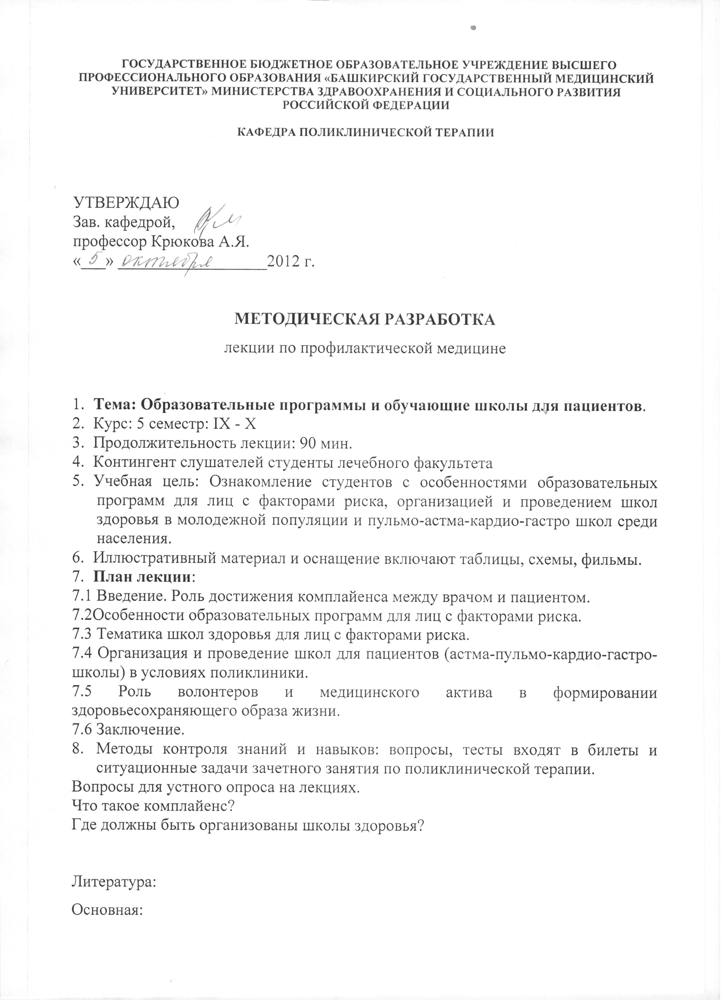 ГОСУДАРСТВЕННОЕ БЮДЖЕТНОЕ ОБРАЗОВАТЕЛЬНОЕ УЧРЕЖДЕНИЕ ВЫСШЕГО
ПРОФЕССИОНАЛЬНОГО ОБРАЗОВАНИЯ «БАШКИРСКИЙ ГОСУДАРСТВЕННЫЙ МЕДИЦИНСКИЙ
УНИВЕРСИТЕТ» МИНИСТЕРСТВА ЗДРАВООХРАНЕНИЯ И СОЦИАЛЬНОГО РАЗВИТИЯ
РОССИЙСКОЙ ФЕДЕРАЦИИ
КАФЕДРА ПОЛИКЛИНИЧЕСКОЙ ТЕРАПИИ
УТВЕРЖДАЮ
Зав. кафедрой,
профессор Крюкова А.Я.
«5» октября 2012 г.
МЕТОДИЧЕСКАЯ РАЗРАБОТКА
лекции по профилактической медицине
1. Тема: Образовательные программы и обучающие школы для пациентов.
2. Курс: 5 семестр: IX - X
3. Продолжительность лекции: 90 мин.
4. Контингент слушателей студенты лечебного факультета
5. Учебная цель: Ознакомление студентов с особенностями образовательных
программ для лиц с факторами риска, организацией и проведением школ
здоровья в молодежной популяции и пульмо-астма-кардио-гастро школ среди
населения.
6. Иллюстративный материал и оснащение включают таблицы, схемы, фильмы.
7. План лекции:
7.1 Введение. Роль достижения комплайенса между врачом и пациентом.
7.2Особенности образовательных программ для лиц с факторами риска.
7.3 Тематика школ здоровья для лиц с факторами риска.
7.4 Организация и проведение школ для пациентов (астма-пульмо-кардио-гастро-
школы) в условиях поликлиники.
7.5 Роль волонтеров и медицинского актива в формировании
здоровьесохраняющего образа жизни.
7.6 Заключение.
8. Методы контроля знаний и навыков: вопросы, тесты входят в билеты и
ситуационные задачи зачетного занятия по поликлинической терапии.
Вопросы для устного опроса на лекциях.
Что такое комплайенс?
Где должны быть организованы школы здоровья?
Литература:
Основная: